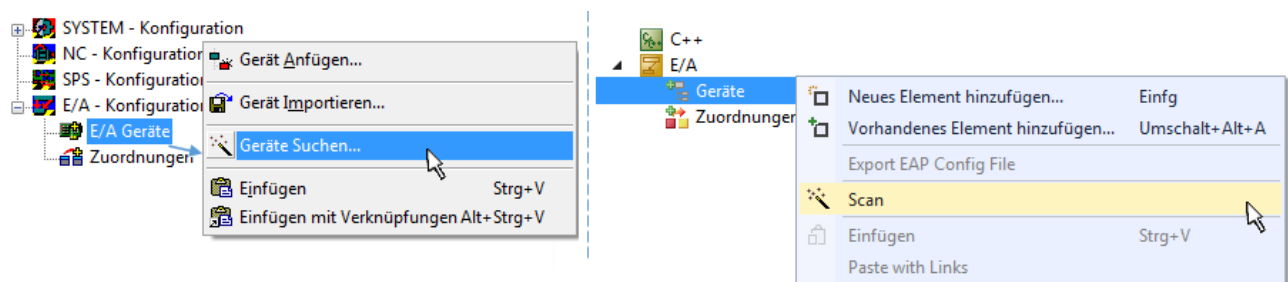 SYSTEM - Konfiguration
NC - Konfiguration
SPS - Konfiguration
E/A - Konfiguration
E/A Geräte
Zuordnungen
Gerät Anfügen...
Gerät Importieren...
Geräte Suchen...
Einfügen Strg+V
Einfügen mit Verknüpfungen Alt+Strg+V
C++
E/A
Geräte
Zuordnunger
Neues Element hinzufügen... Einfg
Vorhandenes Element hinzufügen... Umschalt+Alt+A
Export EAP Config File
Scan
Einfügen Strg+V
Paste with Links